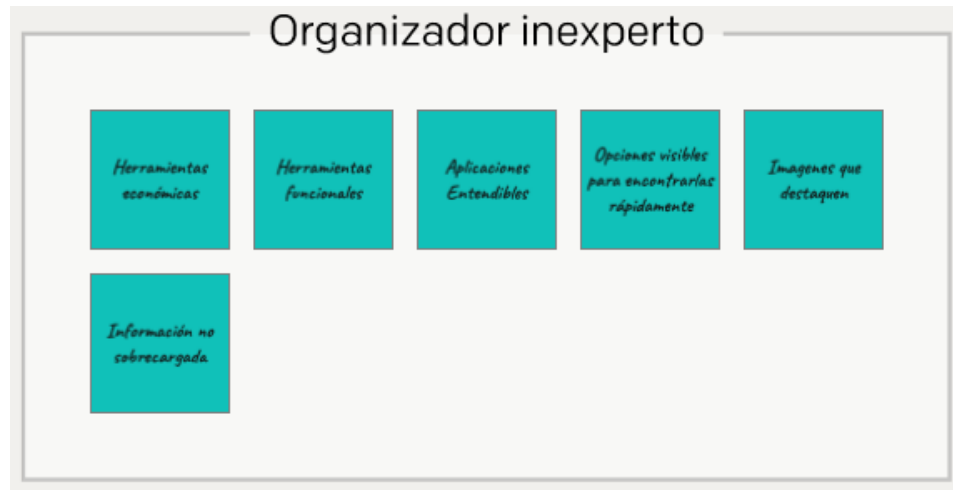 Organizador inexperto
Herramientas
económicas
Herramientas
funcionales
Aplicaciones
Entendibles
Opciones visibles
para encontrarlas
rápidamente
Imagenes que
destaquen
Información no
sobrecargada